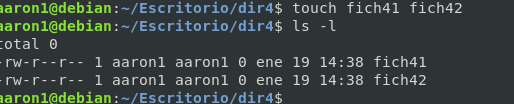 aaron1@debian:~/Escritorio/dir4$ touch fich41 fich42
aaron1@debian:~/Escritorio/dir4$ ls -l
total 0
-rw-r--r-- 1 aaron1 aaron1 0 ene 19 14:38 fich41
-rw-r--r-- 1 aaron1 aaron1 0 ene 19 14:38 fich42
aaron1@debian:~/Escritorio/dir4$